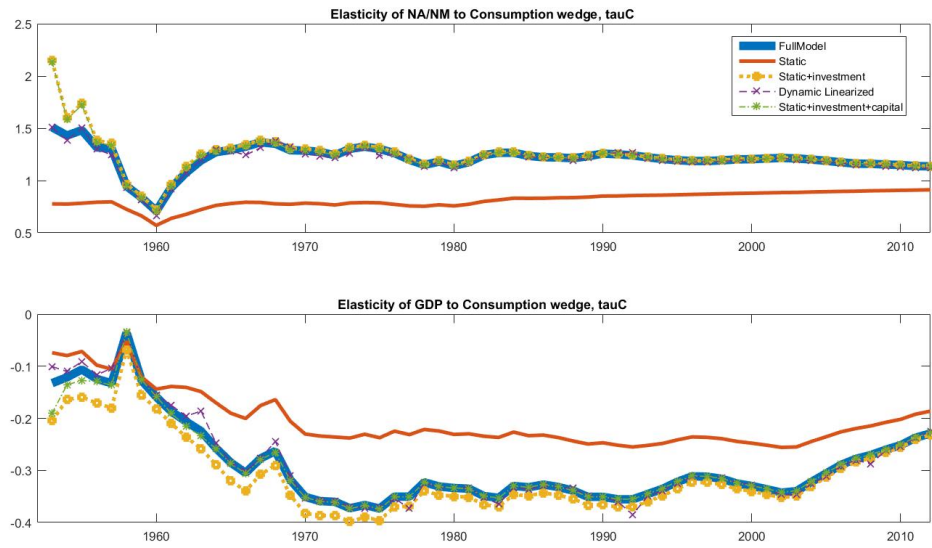 Elasticity of NA/NM to Consumption wedge, tauC
2.5
2
1.5
1
0.5
FullModel
Static
Static+investment
Dynamic Linearized
Static+investment+capital
1960 1970 1980 1990 2000 2010
Elasticity of GDP to Consumption wedge, tauC
0
-0.1
-0.2
-0.3
-0.4
1960 1970 1980 1990 2000 2010